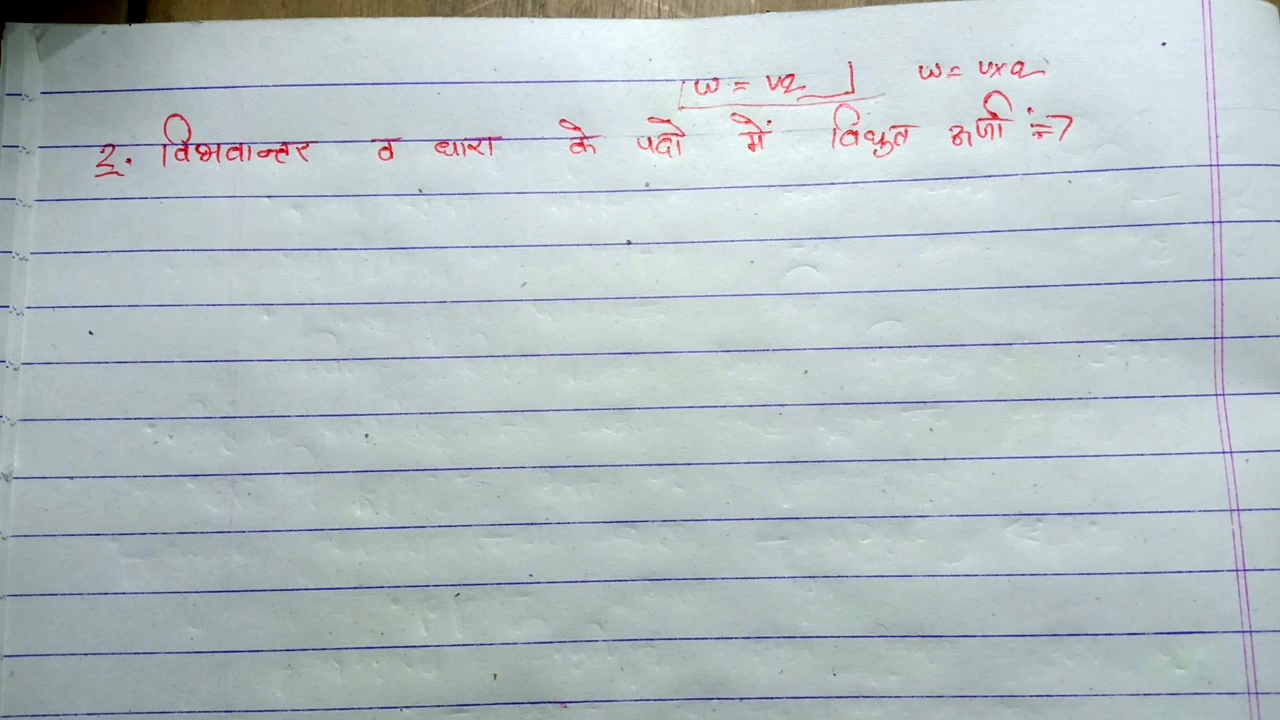 w = vq w = v×q
2. विभवान्तर व धारा के पदो में विधुत ऊर्जा :=>